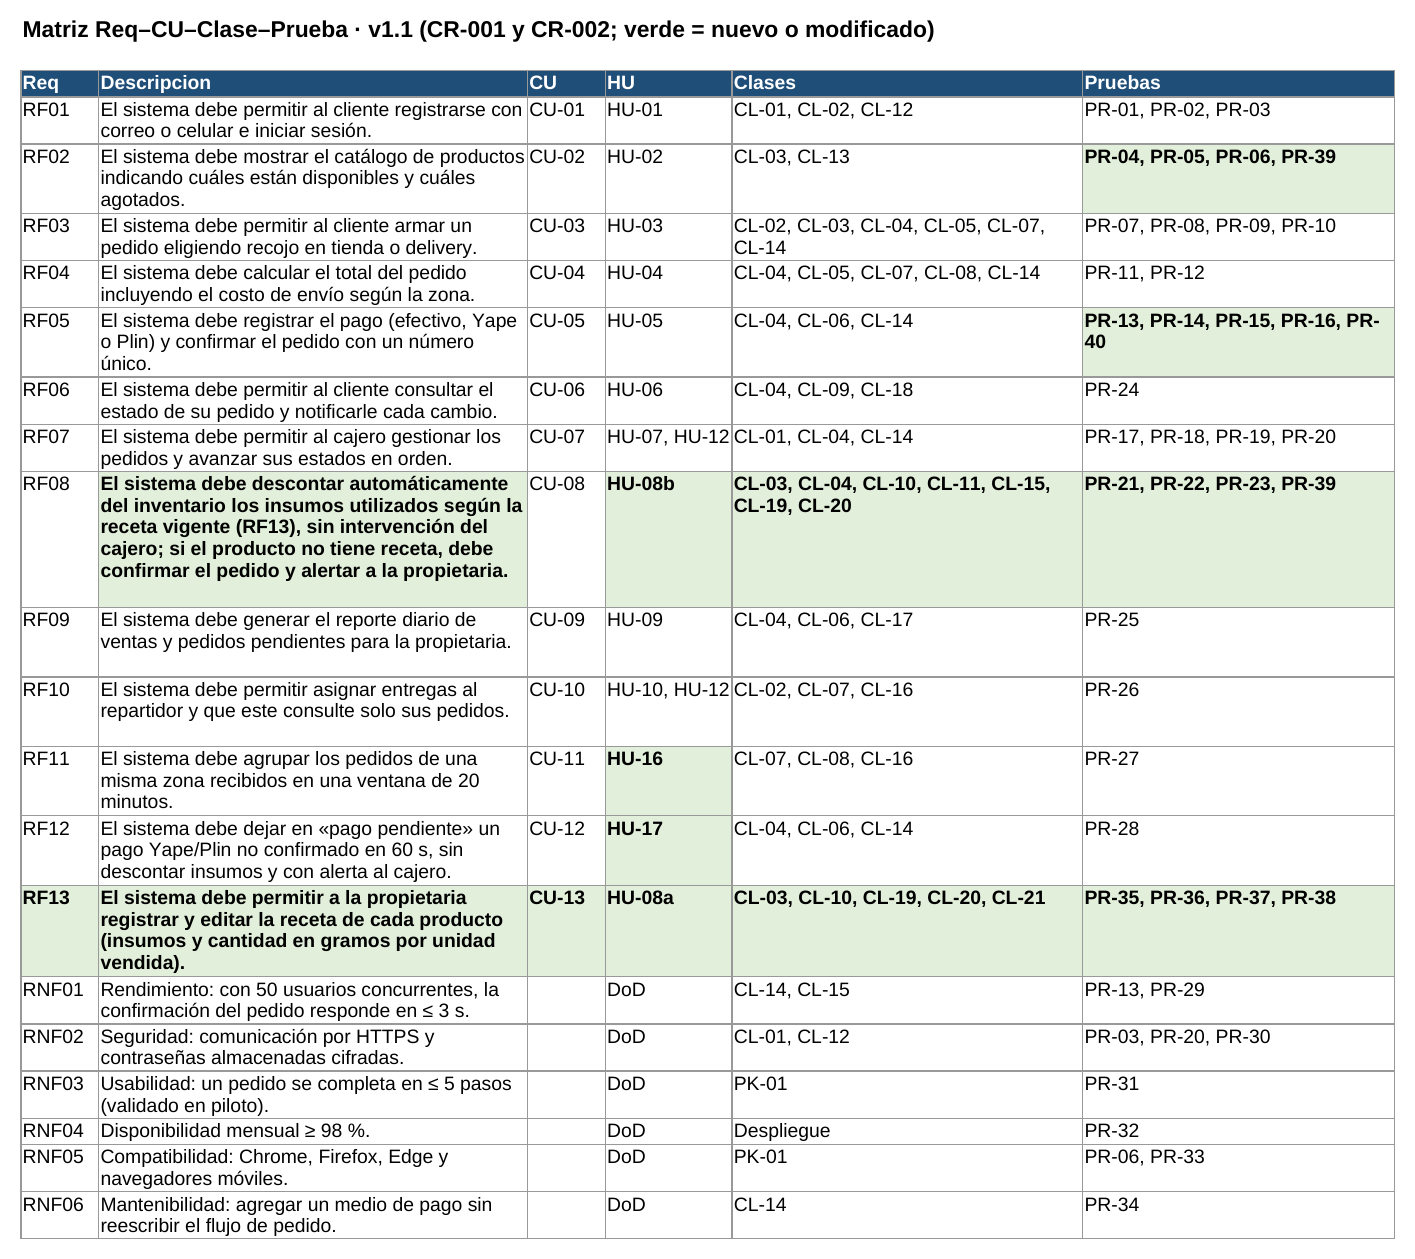 Matriz Req–CU–Clase–Prueba · v1.1 (CR-001 y CR-002; verde = nuevo o modificado)
Req Descripcion CU HU Clases Pruebas
RF01 El sistema debe permitir al cliente registrarse con CU-01 HU-01 CL-01, CL-02, CL-12 PR-01, PR-02, PR-03
correo o celular e iniciar sesión.
RF02 El sistema debe mostrar el catálogo de productos CU-02 HU-02 CL-03, CL-13 PR-04, PR-05, PR-06, PR-39
indicando cuáles están disponibles y cuáles
agotados.
RF03 El sistema debe permitir al cliente armar un CU-03 HU-03 CL-02, CL-03, CL-04, CL-05, CL-07, PR-07, PR-08, PR-09, PR-10
pedido eligiendo recojo en tienda o delivery. CL-14
RF04 El sistema debe calcular el total del pedido CU-04 HU-04 CL-04, CL-05, CL-07, CL-08, CL-14 PR-11, PR-12
incluyendo el costo de envío según la zona.
RF05 El sistema debe registrar el pago (efectivo, Yape CU-05 HU-05 CL-04, CL-06, CL-14 PR-13, PR-14, PR-15, PR-16, PR-
o Plin) y confirmar el pedido con un número 40
único.
RF06 El sistema debe permitir al cliente consultar el CU-06 HU-06 CL-04, CL-09, CL-18 PR-24
estado de su pedido y notificarle cada cambio.
RF07 El sistema debe permitir al cajero gestionar los CU-07 HU-07, HU-12 CL-01, CL-04, CL-14 PR-17, PR-18, PR-19, PR-20
pedidos y avanzar sus estados en orden.
RF08 El sistema debe descontar automáticamente CU-08 HU-08b CL-03, CL-04, CL-10, CL-11, CL-15, PR-21, PR-22, PR-23, PR-39
del inventario los insumos utilizados según la CL-19, CL-20
receta vigente (RF13), sin intervención del
cajero; si el producto no tiene receta, debe
confirmar el pedido y alertar a la propietaria.
RF09 El sistema debe generar el reporte diario de CU-09 HU-09 CL-04, CL-06, CL-17 PR-25
ventas y pedidos pendientes para la propietaria.
RF10 El sistema debe permitir asignar entregas al CU-10 HU-10, HU-12 CL-02, CL-07, CL-16 PR-26
repartidor y que este consulte solo sus pedidos.
RF11 El sistema debe agrupar los pedidos de una CU-11 HU-16 CL-07, CL-08, CL-16 PR-27
misma zona recibidos en una ventana de 20
minutos.
RF12 El sistema debe dejar en «pago pendiente» un CU-12 HU-17 CL-04, CL-06, CL-14 PR-28
pago Yape/Plin no confirmado en 60 s, sin
descontar insumos y con alerta al cajero.
RF13 El sistema debe permitir a la propietaria CU-13 HU-08a CL-03, CL-10, CL-19, CL-20, CL-21 PR-35, PR-36, PR-37, PR-38
registrar y editar la receta de cada producto
(insumos y cantidad en gramos por unidad
vendida).
RNF01 Rendimiento: con 50 usuarios concurrentes, la DoD CL-14, CL-15 PR-13, PR-29
confirmación del pedido responde en ≤ 3 s.
RNF02 Seguridad: comunicación por HTTPS y DoD CL-01, CL-12 PR-03, PR-20, PR-30
contraseñas almacenadas cifradas.
RNF03 Usabilidad: un pedido se completa en ≤ 5 pasos DoD PK-01 PR-31
(validado en piloto).
RNF04 Disponibilidad mensual ≥ 98 %. DoD Despliegue PR-32
RNF05 Compatibilidad: Chrome, Firefox, Edge y DoD PK-01 PR-06, PR-33
navegadores móviles.
RNF06 Mantenibilidad: agregar un medio de pago sin DoD CL-14 PR-34
reescribir el flujo de pedido.